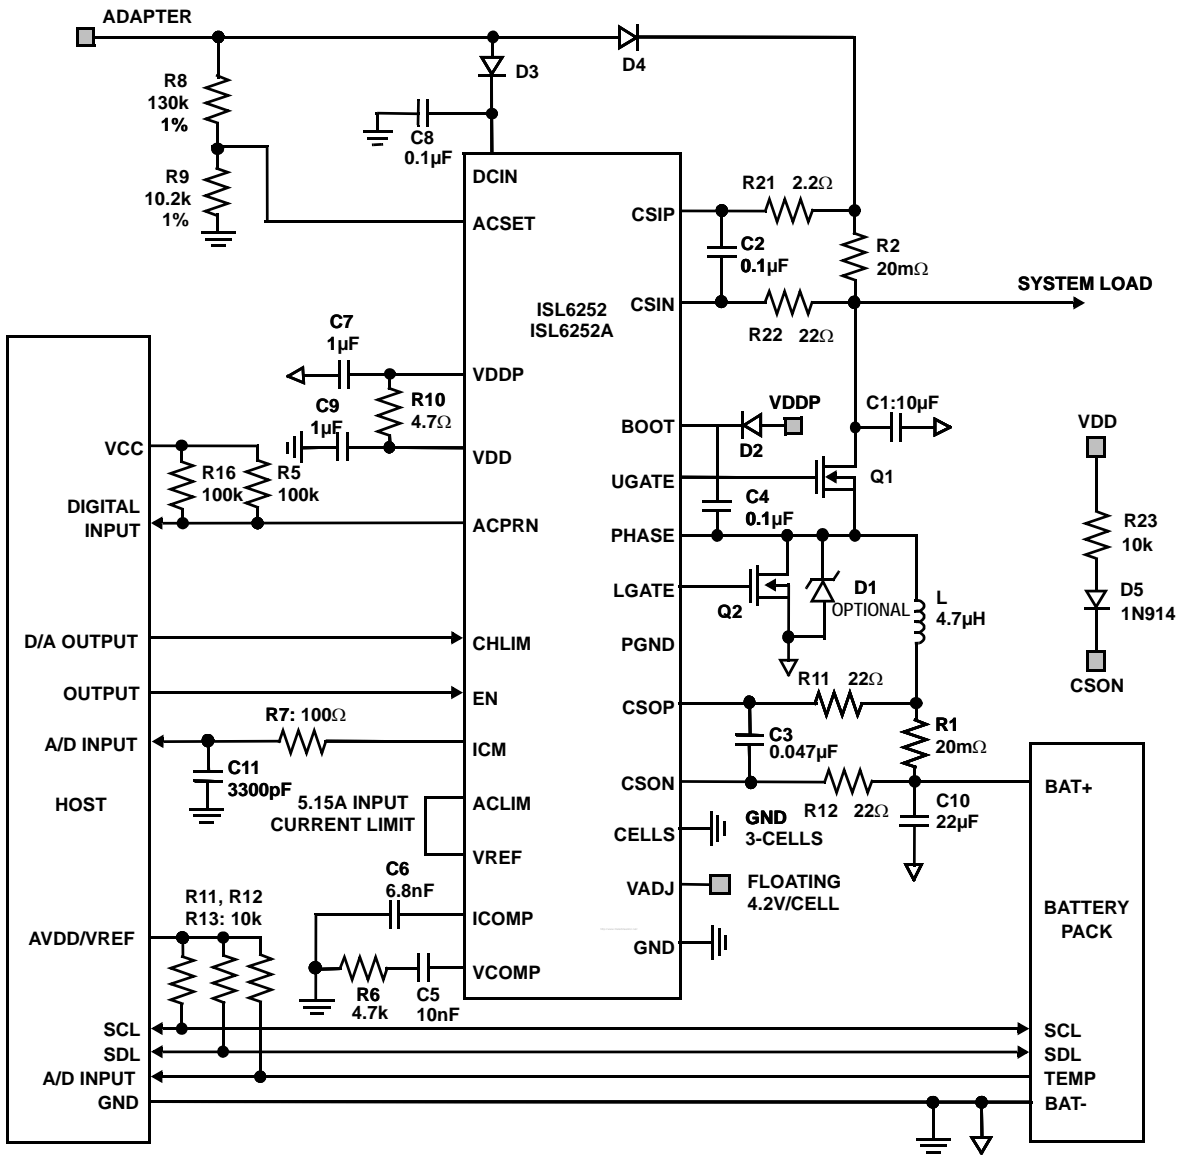 ADAPTER
D3
D4
R8
130k
1%
C8
0.1µF
R9
10.2k
1%
DCIN
ACSET
R21 2.2Ω
CSIP
C2
0.1µF
R2
20mΩ
CSIN
R22 22Ω
SYSTEM LOAD
ISL6252
ISL6252A
C7
1µF
VDDP
R10
4.7Ω
C9
1µF
VDD
BOOT
VDDP
D2
C1:10µF
VDD
VCC
R16
100k
R5
100k
UGATE
Q1
C4
0.1µF
DIGITAL
INPUT
ACPRN
PHASE
R23
10k
LGATE
Q2
D1
OPTIONAL
L
4.7µH
D5
1N914
D/A OUTPUT
CHLIM
PGND
CSON
OUTPUT
EN
R11 22Ω
CSOP
R7: 100Ω
A/D INPUT
ICM
C3
0.047µF
R1
20mΩ
C11
3300pF
CSON
R12 22Ω
BAT+
HOST
5.15A INPUT
CURRENT LIMIT
ACLIM
VREF
C10
22µF
CELLS
GND
3-CELLS
C6
6.8nF
VADJ
FLOATING
4.2V/CELL
R11, R12
R13: 10k
ICOMP
BATTERY
PACK
AVDD/VREF
GND
VCOMP
R6
4.7k
C5
10nF
SCL
SCL
SDL
SDL
A/D INPUT
TEMP
GND
BAT-